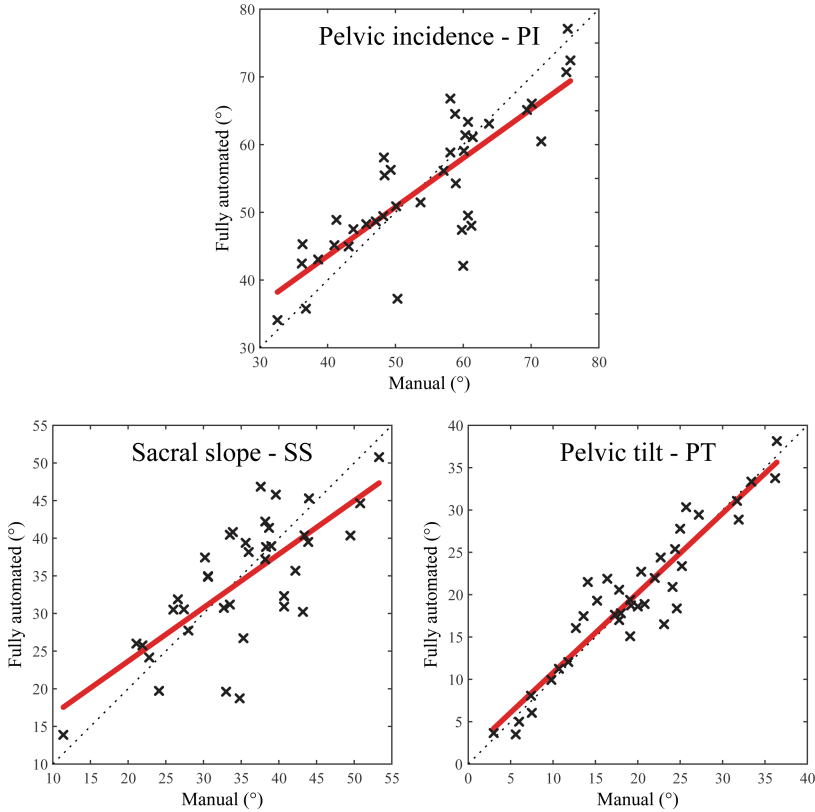 Pelvic incidence - PI
80
70
60
50
40
30
Fully automated (°)
30 40 50 60 70 80
Manual (°)
Sacral slope - SS
55
50
45
40
35
30
25
20
15
10
Fully automated (°)
10 15 20 25 30 35 40 45 50 55
Manual (°)
Pelvic tilt - PT
40
35
30
25
20
15
10
5
0
Fully automated (°)
0 5 10 15 20 25 30 35 40
Manual (°)